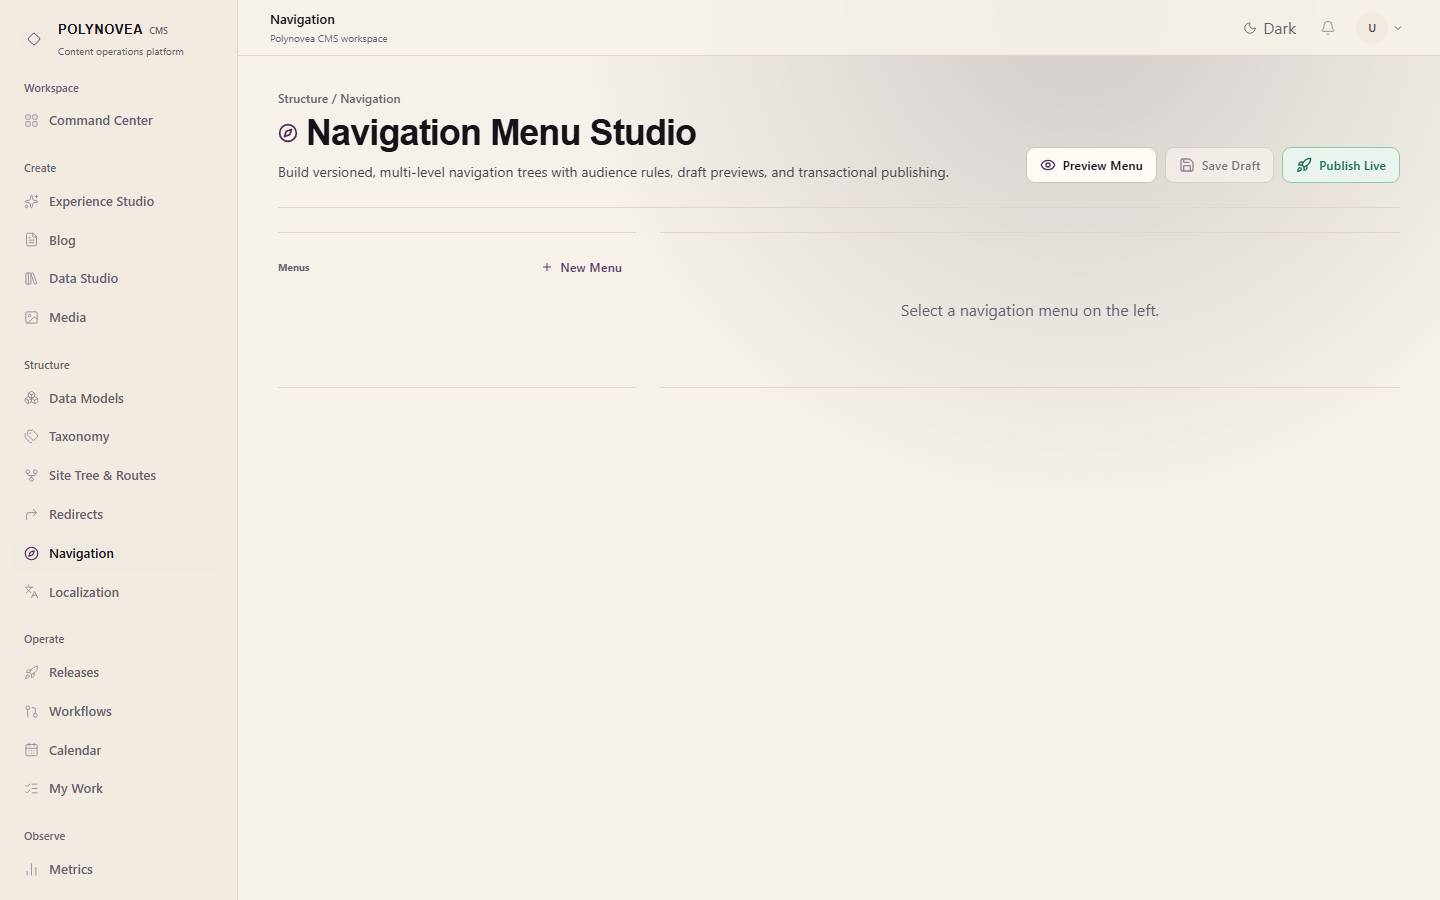 POLYNOVEA CMS
Content operations platform
Workspace
Command Center
Create
Experience Studio
Blog
Data Studio
Media
Structure
Data Models
Taxonomy
Site Tree & Routes
Redirects
Navigation
Localization
Operate
Releases
Workflows
Calendar
My Work
Observe
Metrics
Navigation
Polynovea CMS workspace
Dark
U
Structure / Navigation
Navigation Menu Studio
Build versioned, multi-level navigation trees with audience rules, draft previews, and transactional publishing.
Preview Menu
Save Draft
Publish Live
Menus
New Menu
Select a navigation menu on the left.